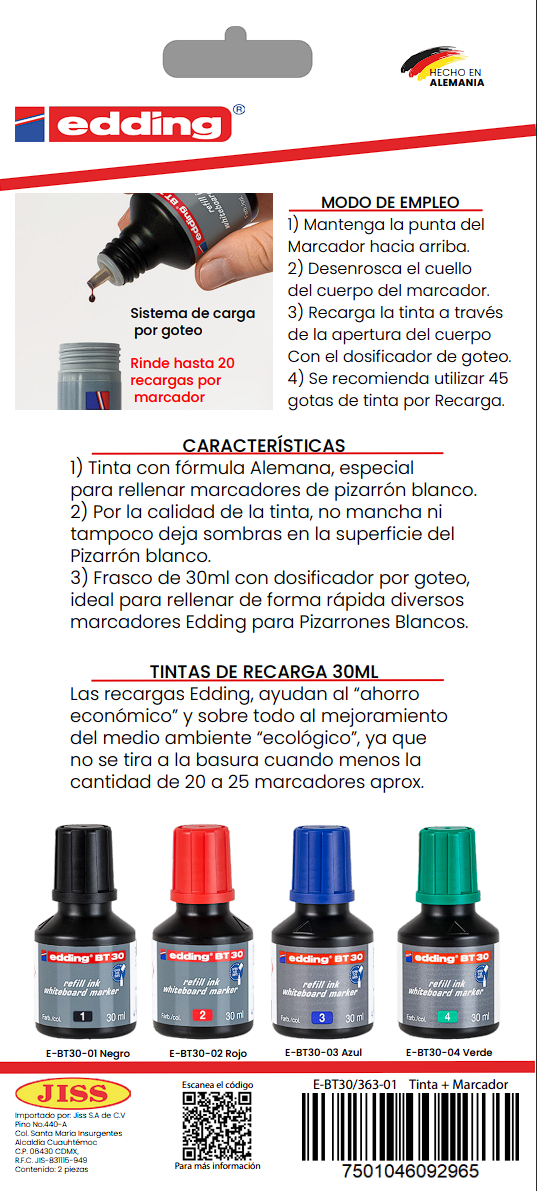 HECHO EN
ALEMANIA
edding®
edding® BT
refill ink
whiteboard
Sistema de carga
por goteo
Rinde hasta 20
recargas por
marcador
MODO DE EMPLEO
1) Mantenga la punta del
Marcador hacia arriba.
2) Desenrosca el cuello
del cuerpo del marcador.
3) Recarga la tinta a través
de la apertura del cuerpo
Con el dosificador de goteo.
4) Se recomienda utilizar 45
gotas de tinta por Recarga.
CARACTERÍSTICAS
1) Tinta con fórmula Alemana, especial
para rellenar marcadores de pizarrón blanco.
2) Por la calidad de la tinta, no mancha ni
tampoco deja sombras en la superficie del
Pizarrón blanco.
3) Frasco de 30ml con dosificador por goteo,
ideal para rellenar de forma rápida diversos
marcadores Edding para Pizarrones Blancos.
TINTAS DE RECARGA 30ML
Las recargas Edding, ayudan al “ahorro
económico” y sobre todo al mejoramiento
del medio ambiente “ecológico”, ya que
no se tira a la basura cuando menos la
cantidad de 20 a 25 marcadores aprox.
edding® BT 30
refill ink
whiteboard marker
Farb./col. 1 30 ml
E-BT30-01 Negro
edding® BT 30
refill ink
whiteboard marker
Farb./col. 2 30 ml
E-BT30-02 Rojo
edding® BT 30
refill ink
whiteboard marker
Farb./col. 3 30 ml
E-BT30-03 Azul
edding® BT 30
refill ink
whiteboard marker
Farb./col. 4 30 ml
E-BT30-04 Verde
JISS
Importado por: Jiss S.A de C.V
Pino No.440-A
Col. Santa María Insurgentes
Alcaldía Cuauhtémoc
C.P. 06430 CDMX,
R.F.C. JIS-831115-949
Contenido: 2 piezas
Escanea el código
Para más información
E-BT30/363-01 Tinta + Marcador
7501046092965